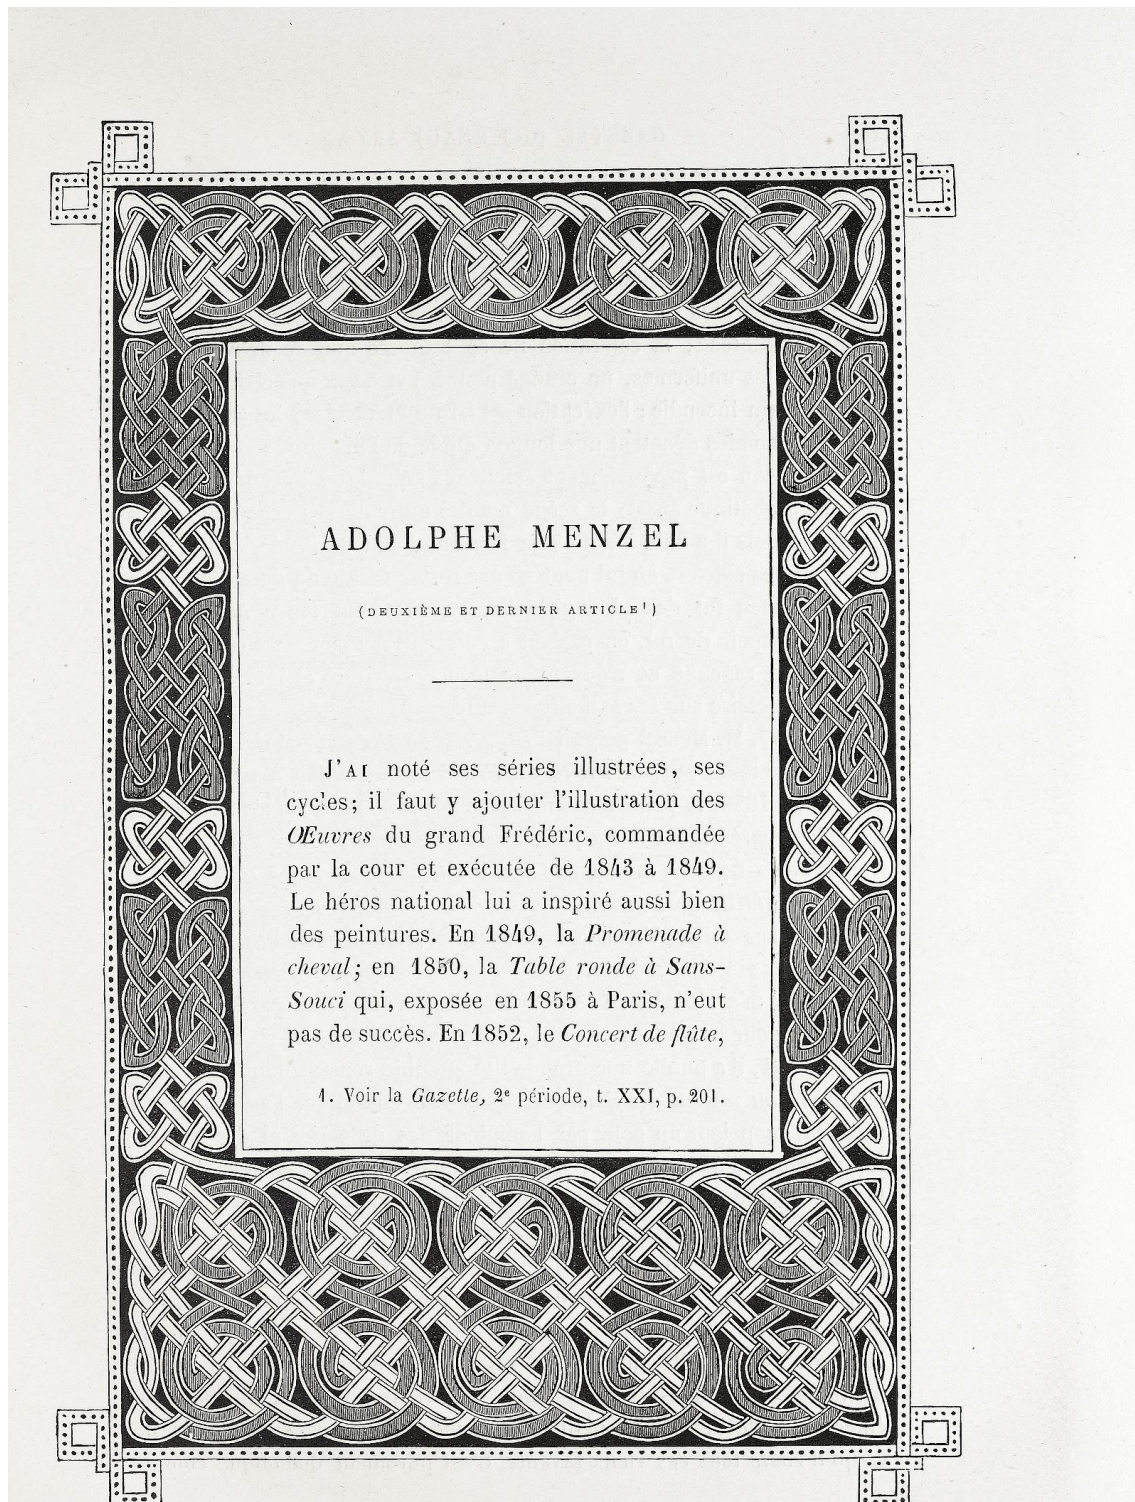 ADOLPHE MENZEL
(DEUXIÈME ET DERNIER ARTICLE¹)
J'AI noté ses séries illustrées, ses
cycles; il faut y ajouter l'illustration des
Œuvres du grand Frédéric, commandée
par la cour et exécutée de 1843 à 1849.
Le héros national lui a inspiré aussi bien
des peintures. En 1849, la Promenade à
cheval; en 1850, la Table ronde à Sans-
Souci qui, exposée en 1855 à Paris, n'eut
pas de succès. En 1852, le Concert de flûte,
1. Voir la Gazette, 2e période, t. XXI, p. 201.